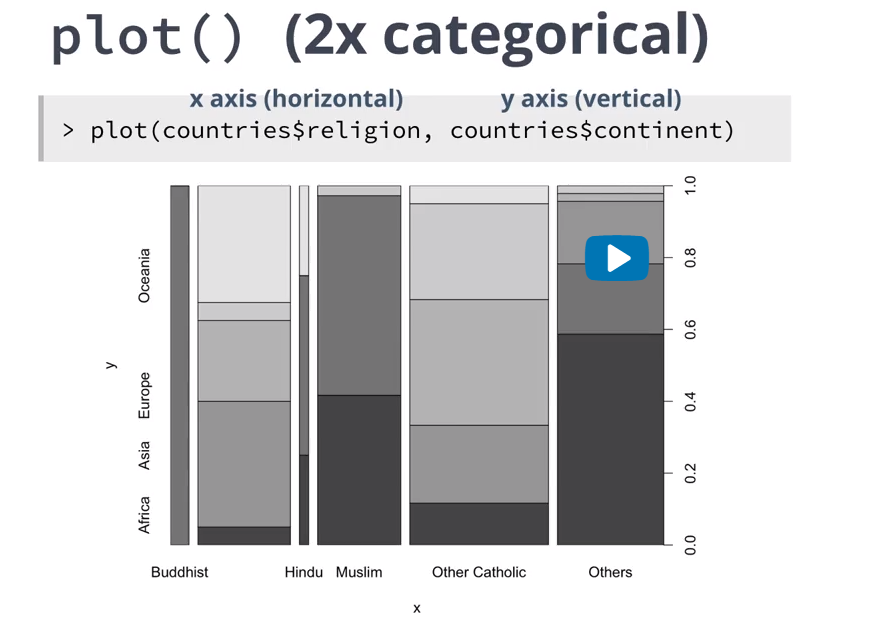 plot() (2x categorical)
x axis (horizontal) y axis (vertical)
> plot(countries$religion, countries$continent)
Oceania
Europe
Asia
Africa
y
1.0
0.8
0.6
0.4
0.2
0.0
Buddhist Hindu Muslim Other Catholic Others
x